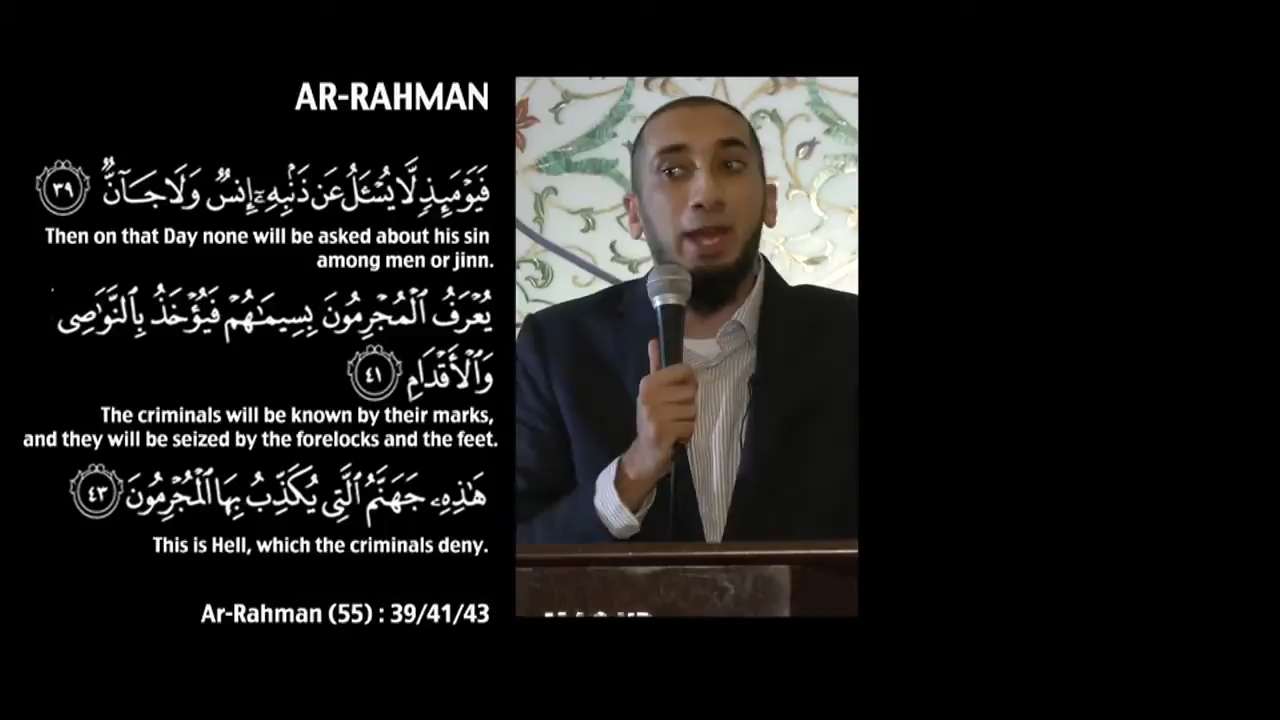 AR-RAHMAN
فَيَوْمَئِذٍ لَّا يُسْـَٔلُ عَن ذَنۢبِهِۦٓ إِنسٌ وَلَا جَآنٌّ ٣٩
Then on that Day none will be asked about his sin
among men or jinn.
يُعْرَفُ ٱلْمُجْرِمُونَ بِسِيمَـٰهُمْ فَيُؤْخَذُ بِٱلنَّوَٰصِى
وَٱلْأَقْدَامِ ٤١
The criminals will be known by their marks,
and they will be seized by the forelocks and the feet.
هَـٰذِهِۦ جَهَنَّمُ ٱلَّتِى يُكَذِّبُ بِهَا ٱلْمُجْرِمُونَ ٤٣
This is Hell, which the criminals deny.
Ar-Rahman (55) : 39/41/43